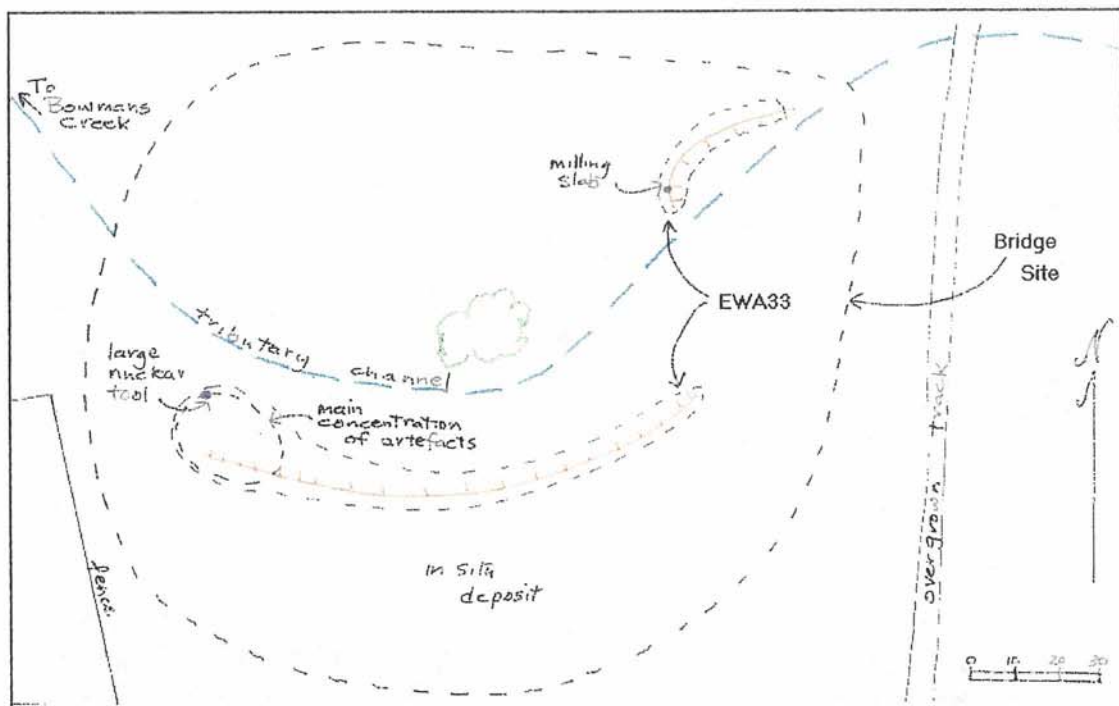 To
Bowmans
Creek
milling
slab
Bridge
Site
EWA33
tributary
channel
large
nuclear
tool
main
concentration
of artefacts
overgrown track
fence
in situ
deposit
N
0 10 20 30